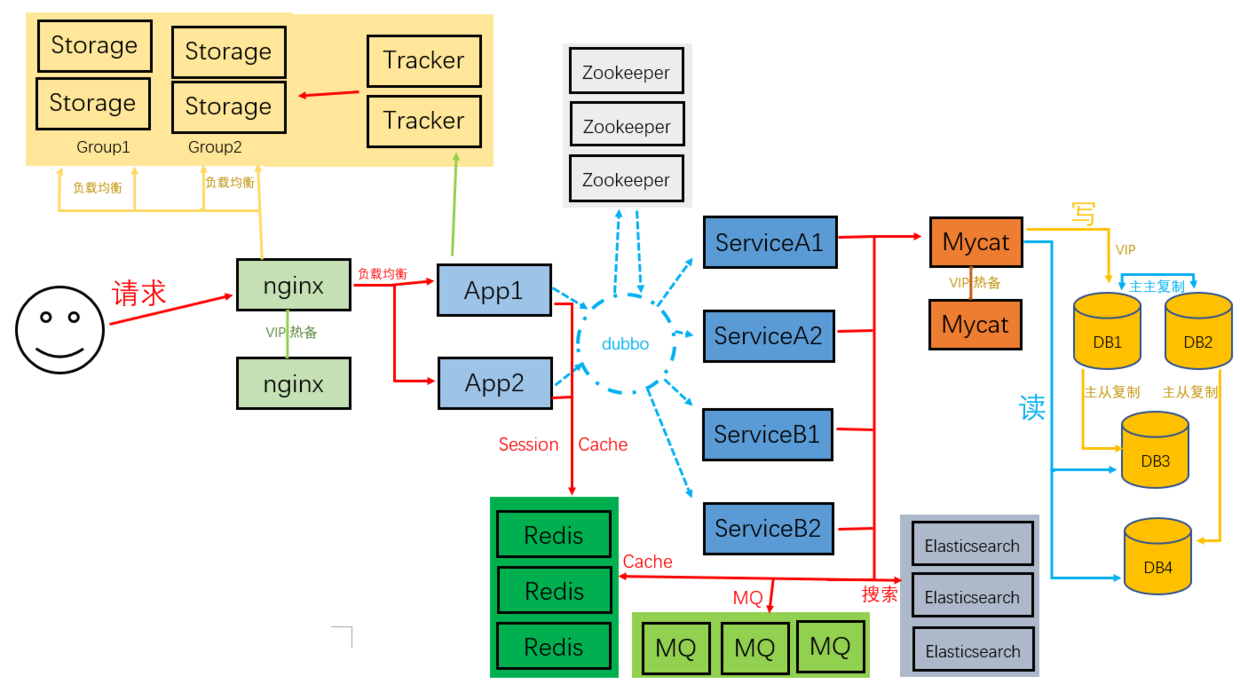 Storage
Storage
Storage
Storage
Group1
Group2
Tracker
Tracker
负载均衡
负载均衡
Zookeeper
Zookeeper
Zookeeper
请求
nginx
VIP 热备
nginx
负载均衡
App1
App2
dubbo
ServiceA1
ServiceA2
ServiceB1
ServiceB2
Mycat
VIP 热备
Mycat
写
VIP
主主复制
DB1
DB2
主从复制
主从复制
读
DB3
DB4
Session
Cache
Redis
Redis
Redis
Cache
MQ
搜索
MQ
MQ
MQ
Elasticsearch
Elasticsearch
Elasticsearch